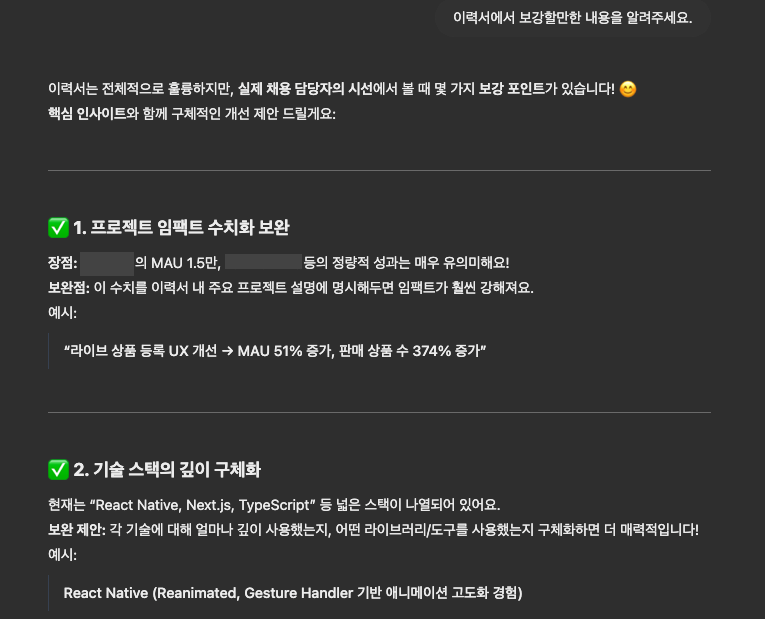 이력서에서 보강할만한 내용을 알려주세요.
이력서는 전체적으로 훌륭하지만, 실제 채용 담당자의 시선에서 볼 때 몇 가지 보강 포인트가 있습니다! 😊
핵심 인사이트와 함께 구체적인 개선 제안 드릴게요:
✅ 1. 프로젝트 임팩트 수치화 보완
장점: 의 MAU 1.5만, 등의 정량적 성과는 매우 유의미해요!
보완점: 이 수치를 이력서 내 주요 프로젝트 설명에 명시해두면 임팩트가 훨씬 강해져요.
예시:
“라이브 상품 등록 UX 개선 → MAU 51% 증가, 판매 상품 수 374% 증가”
✅ 2. 기술 스택의 깊이 구체화
현재는 “React Native, Next.js, TypeScript” 등 넓은 스택이 나열되어 있어요.
보완 제안: 각 기술에 대해 얼마나 깊이 사용했는지, 어떤 라이브러리/도구를 사용했는지 구체화하면 더 매력적입니다!
예시:
React Native (Reanimated, Gesture Handler 기반 애니메이션 고도화 경험)